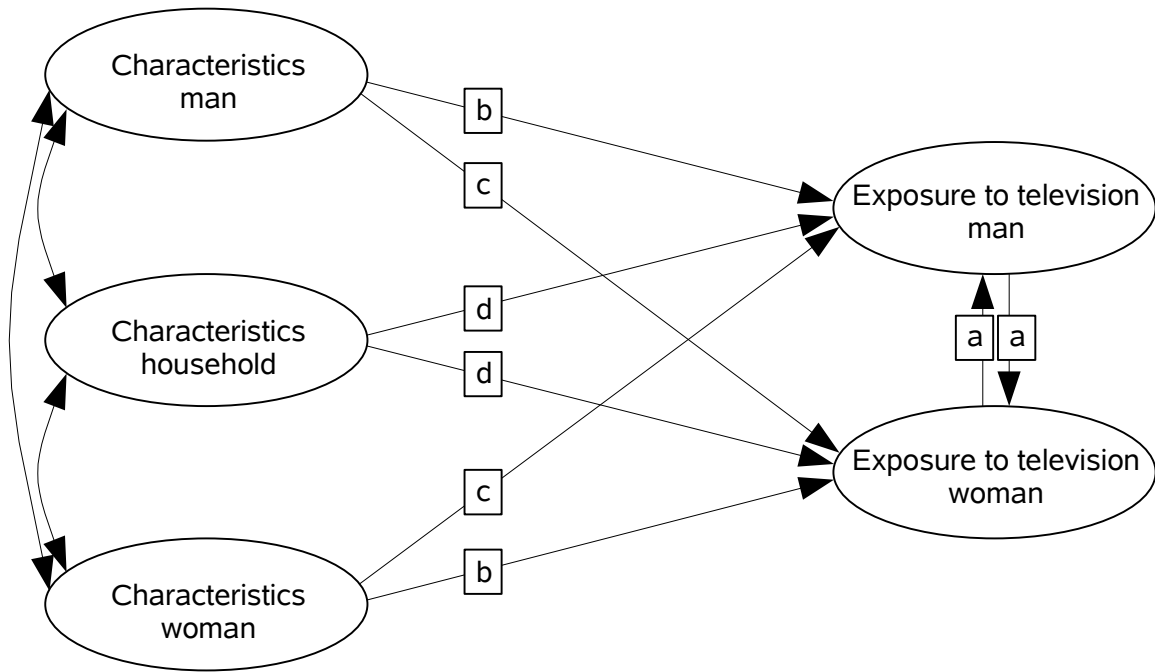 Characteristics
man
b
c
Exposure to television
man
Characteristics
household
d
d
a
a
Exposure to television
woman
c
Characteristics
woman
b